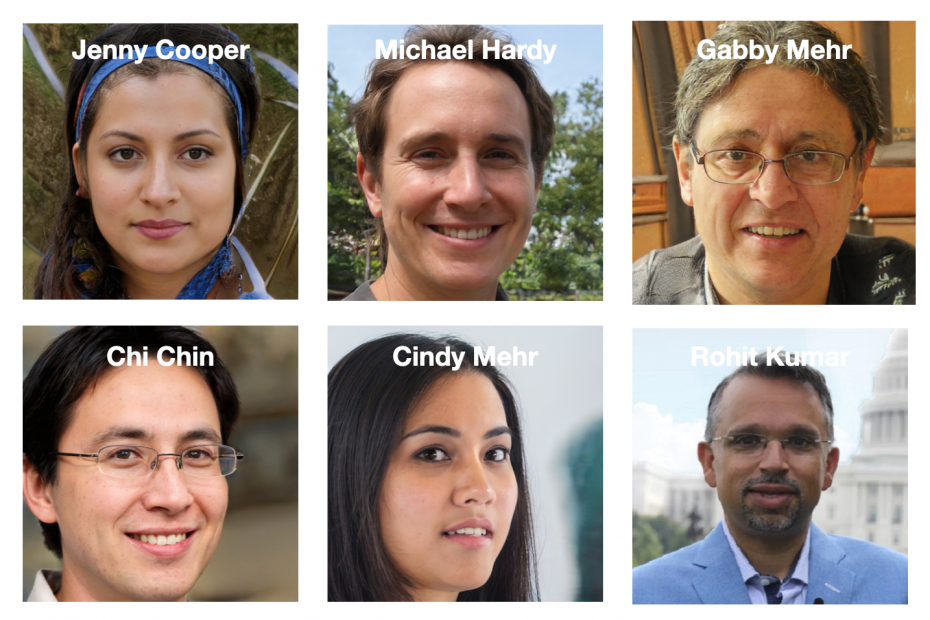 Jenny Cooper
Michael Hardy
Gabby Mehr
Chi Chin
Cindy Mehr
Rohit Kumar